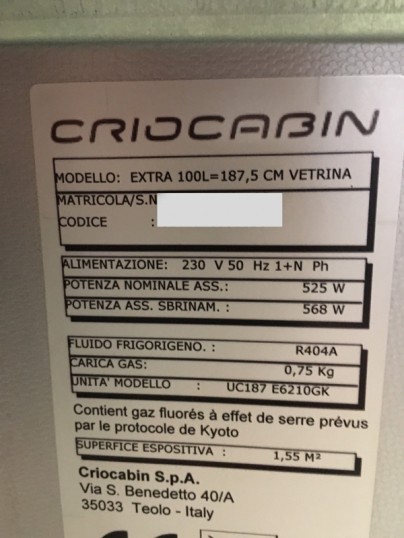 CRIOCABIN
MODELLO: EXTRA 100L=187,5 CM VETRINA
MATRICOLA/S.N
CODICE :
ALIMENTAZIONE: 230 V 50 Hz 1+N Ph
POTENZA NOMINALE ASS.: 525 W
POTENZA ASS. SBRINAM. : 568 W
FLUIDO FRIGORIGENO. : R404A
CARICA GAS: 0,75 Kg
UNITA' MODELLO : UC187 E6210GK
Contient gaz fluorés à effet de serre prévus
par le protocole de Kyoto
SUPERFICE ESPOSITIVA : 1,55 M²
Criocabin S.p.A.
Via S. Benedetto 40/A
35033 Teolo - Italy